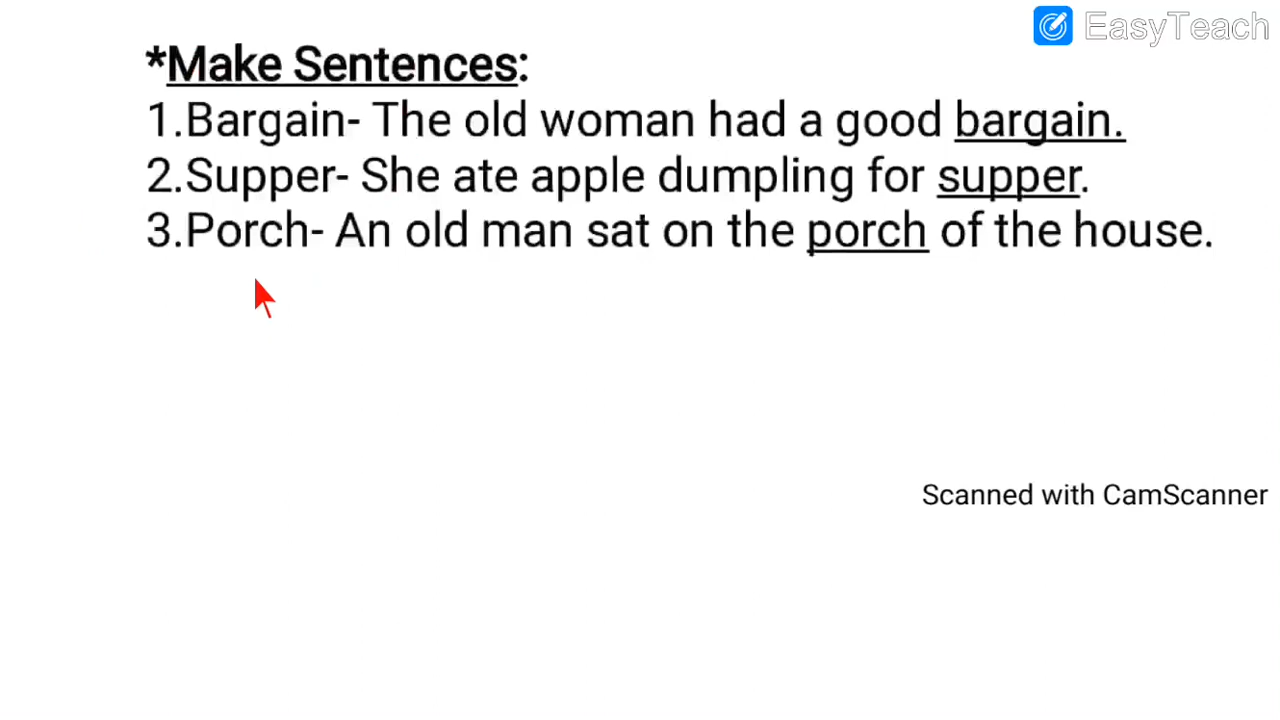 EasyTeach
*Make Sentences:
1.Bargain- The old woman had a good bargain.
2.Supper- She ate apple dumpling for supper.
3.Porch- An old man sat on the porch of the house.
Scanned with CamScanner